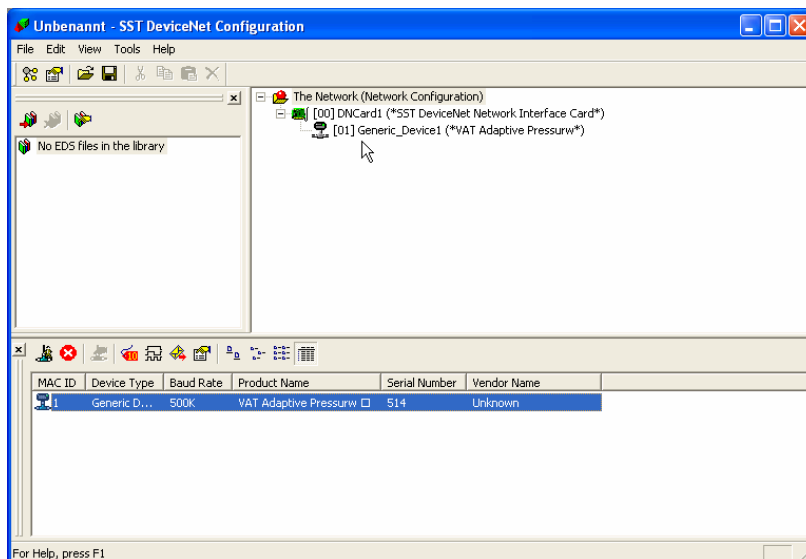 Unbenannt - SST DeviceNet Configuration
File Edit View Tools Help
No EDS files in the library
The Network (Network Configuration)
[00] DNCard1 (*SST DeviceNet Network Interface Card*)
[01] Generic_Device1 (*VAT Adaptive Pressurw*)
MAC ID Device Type Baud Rate Product Name Serial Number Vendor Name
1 Generic D... 500K VAT Adaptive Pressurw □ 514 Unknown
For Help, press F1